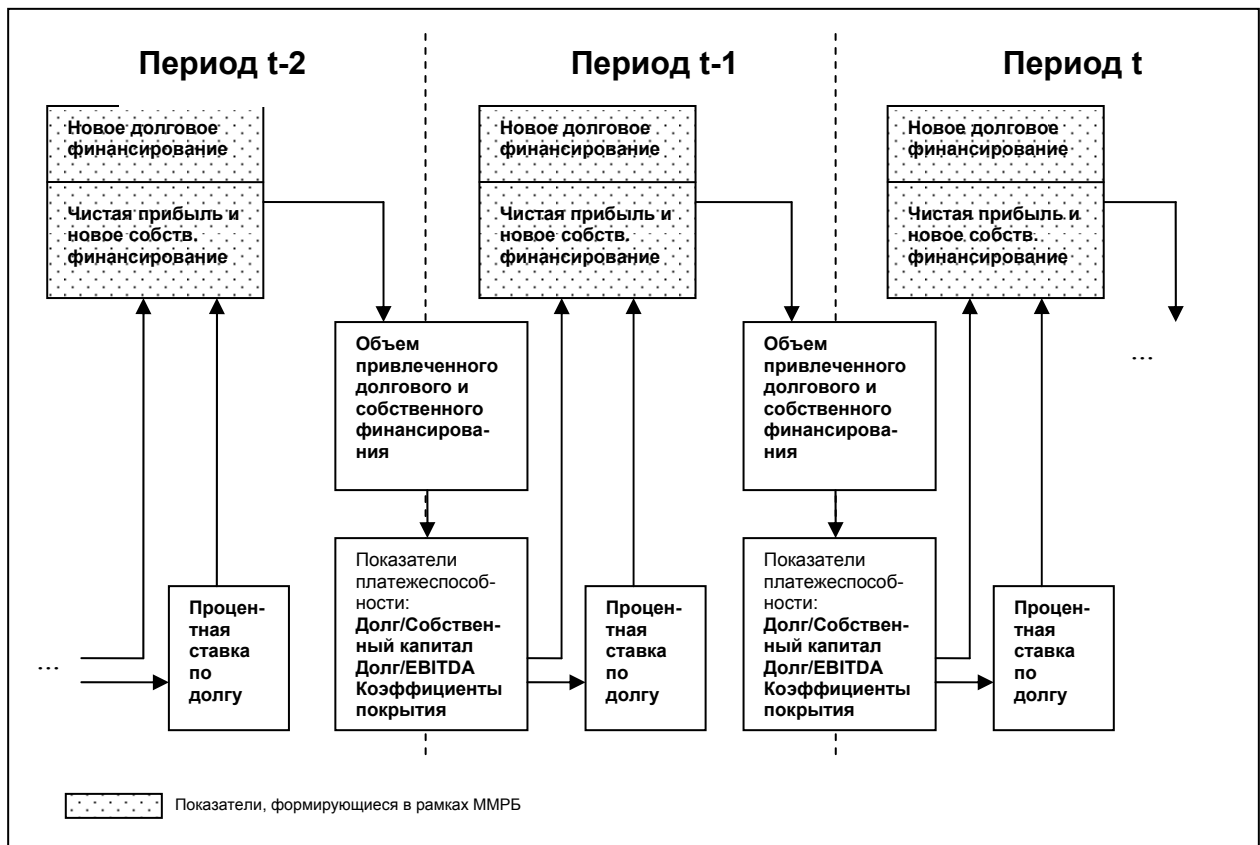 Период t-2
Период t-1
Период t
Новое долговое
финансирование
Чистая прибыль и
новое собств.
финансирование
Новое долговое
финансирование
Чистая прибыль и
новое собств.
финансирование
Новое долговое
финансирование
Чистая прибыль и
новое собств.
финансирование
Объем
привлеченного
долгового и
собственного
финансирова-
ния
Объем
привлеченного
долгового и
собственного
финансирова-
ния
...
...
Процен-
тная
ставка
по
долгу
Показатели
платежеспособ-
ности:
Долг/Собствен-
ный капитал
Долг/EBITDA
Коэффициенты
покрытия
Процен-
тная
ставка
по
долгу
Показатели
платежеспособ-
ности:
Долг/Собствен-
ный капитал
Долг/EBITDA
Коэффициенты
покрытия
Процен-
тная
ставка
по
долгу
Показатели, формирующиеся в рамках ММРБ